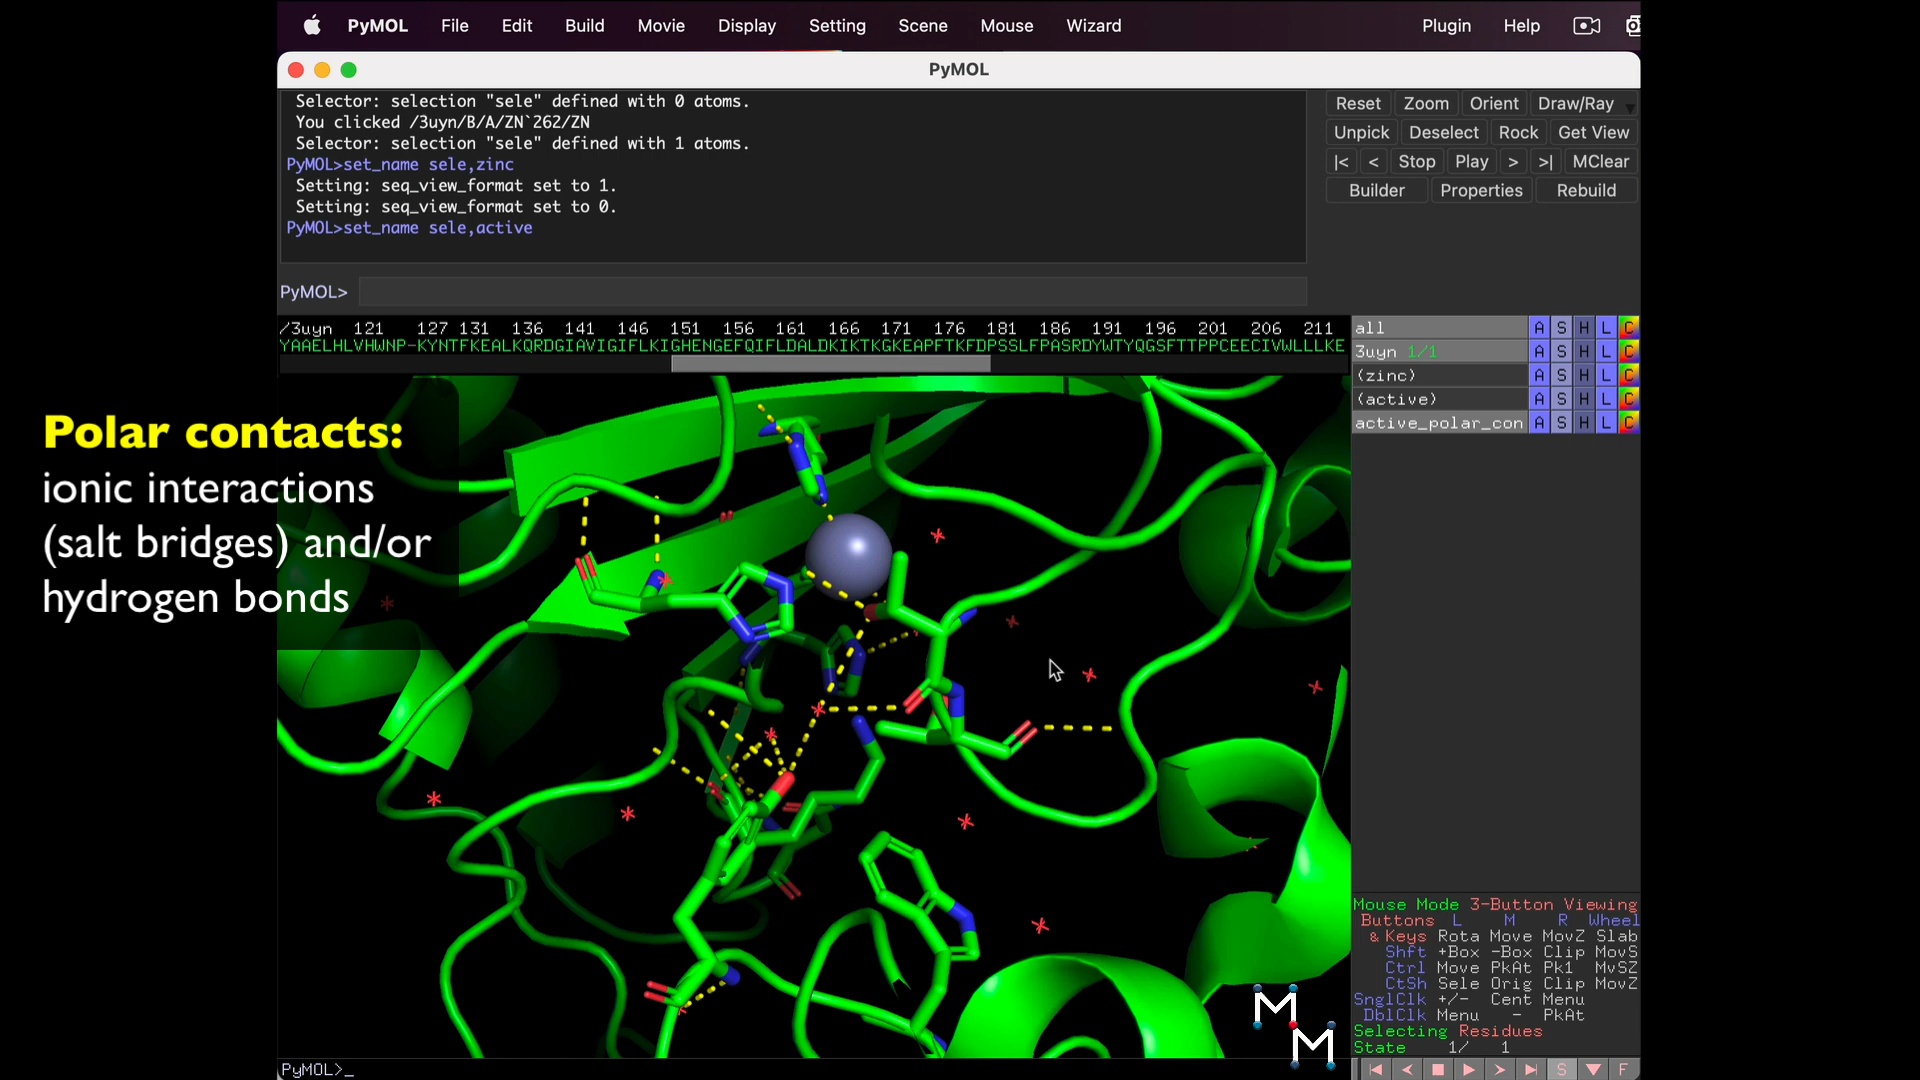 PyMOL File Edit Build Movie Display Setting Scene Mouse Wizard Plugin Help
PyMOL
Selector: selection "sele" defined with 0 atoms.
You clicked /3uyn/B/A/ZN`262/ZN
Selector: selection "sele" defined with 1 atoms.
PyMOL>set_name sele,zinc
Setting: seq_view_format set to 1.
Setting: seq_view_format set to 0.
PyMOL>set_name sele,active
PyMOL>
Reset Zoom Orient Draw/Ray
Unpick Deselect Rock Get View
|< < Stop Play > >| MClear
Builder Properties Rebuild
/3uyn 121 127 131 136 141 146 151 156 161 166 171 176 181 186 191 196 201 206 211
YAAELHLVHWNP-KYNTFKEALKQRDGIAVIGIFLKIGHENGEFQIFLDALDKIKTKGKEAPFTKFDPSSLFPASRDYWTYQGSFTTPPCEECIVWLLLKE
all A S H L C
3uyn 1/1 A S H L C
(zinc) A S H L C
(active) A S H L C
active_polar_con A S H L C
Polar contacts:
ionic interactions
(salt bridges) and/or
hydrogen bonds
M
M
Mouse Mode 3-Button Viewing
Buttons L M R Wheel
& Keys Rota Move MovZ Slab
Shft +Box -Box Clip MovS
Ctrl Move PkAt Pk1 MvSZ
CtSh Sele Orig Clip MovZ
SnglClk +/- Cent Menu
DblClk Menu - PkAt
Selecting Residues
State 1/ 1
S F
PyMOL>_